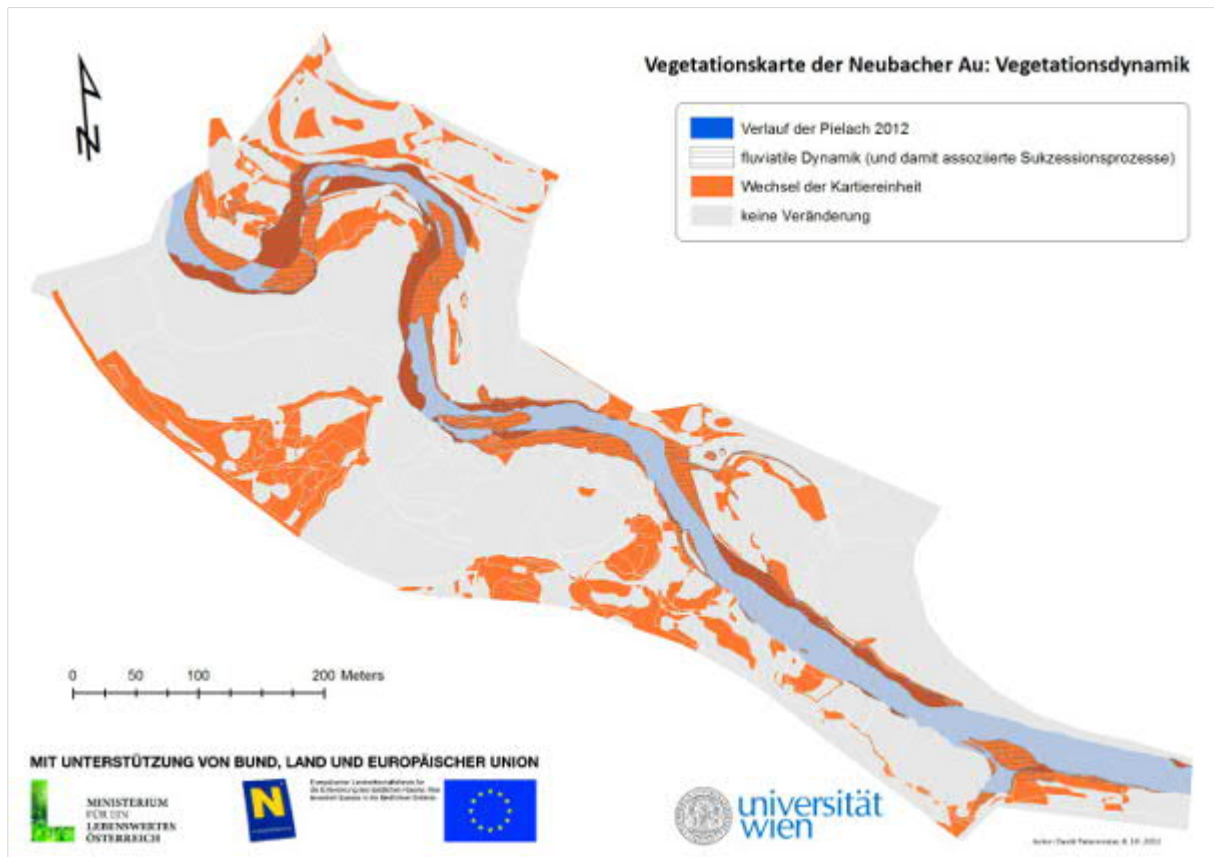 Vegetationskarte der Neubacher Au: Vegetationsdynamik
Verlauf der Pielach 2012
fluviatile Dynamik (und damit assoziierte Sukzessionsprozesse)
Wechsel der Kartiereinheit
keine Veränderung
N
0 50 100 200 Meters
MIT UNTERSTÜTZUNG VON BUND, LAND UND EUROPÄISCHER UNION
MINISTERIUM
FÜR EIN
LEBENSWERTES
ÖSTERREICH
N
universität
wien